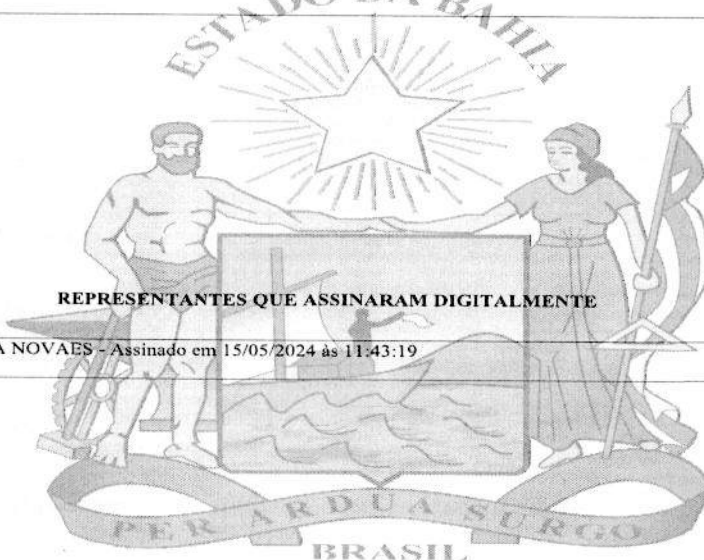 ESTADO DA BAHIA
REPRESENTANTES QUE ASSINARAM DIGITALMENTE
A NOVAES - Assinado em 15/05/2024 às 11:43:19
PER ARDUA SURGO
BRASIL